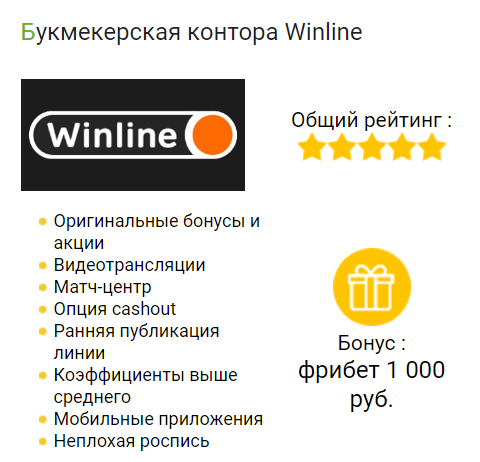 Букмекерская контора Winline
Winline
Общий рейтинг :
Оригинальные бонусы и
акции
Видеотрансляции
Матч-центр
Опция cashout
Ранняя публикация
линии
Коэффициенты выше
среднего
Мобильные приложения
Неплохая роспись
Бонус :
фрибет 1 000
руб.